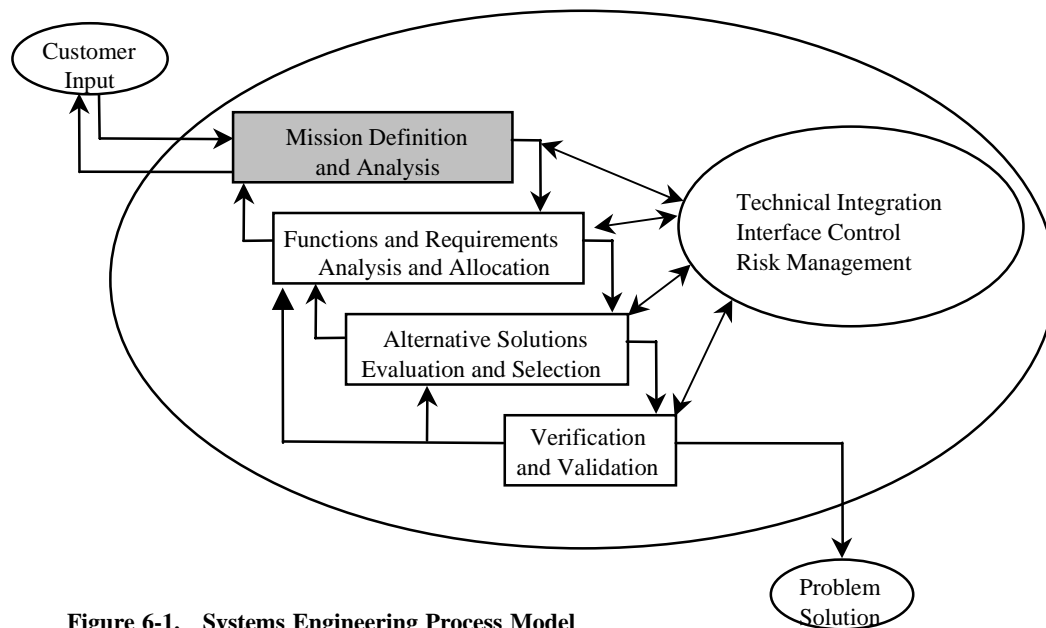 Customer
Input
Mission Definition
and Analysis
Technical Integration
Interface Control
Risk Management
Functions and Requirements
Analysis and Allocation
Alternative Solutions
Evaluation and Selection
Verification
and Validation
Problem
Solution
Figure 6-1. Systems Engineering Process Model